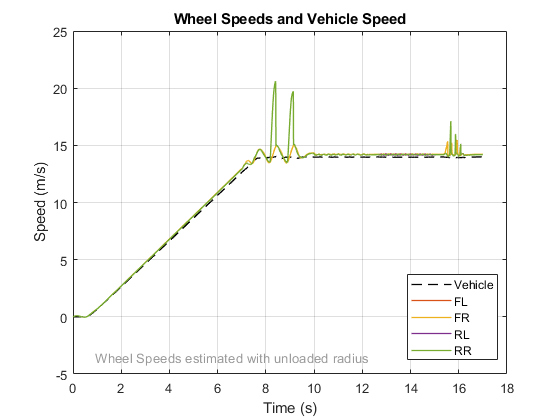 Wheel Speeds and Vehicle Speed
25
20
15
10
5
0
-5
Speed (m/s)
Vehicle
FL
FR
RL
RR
Wheel Speeds estimated with unloaded radius
0 2 4 6 8 10 12 14 16 18
Time (s)